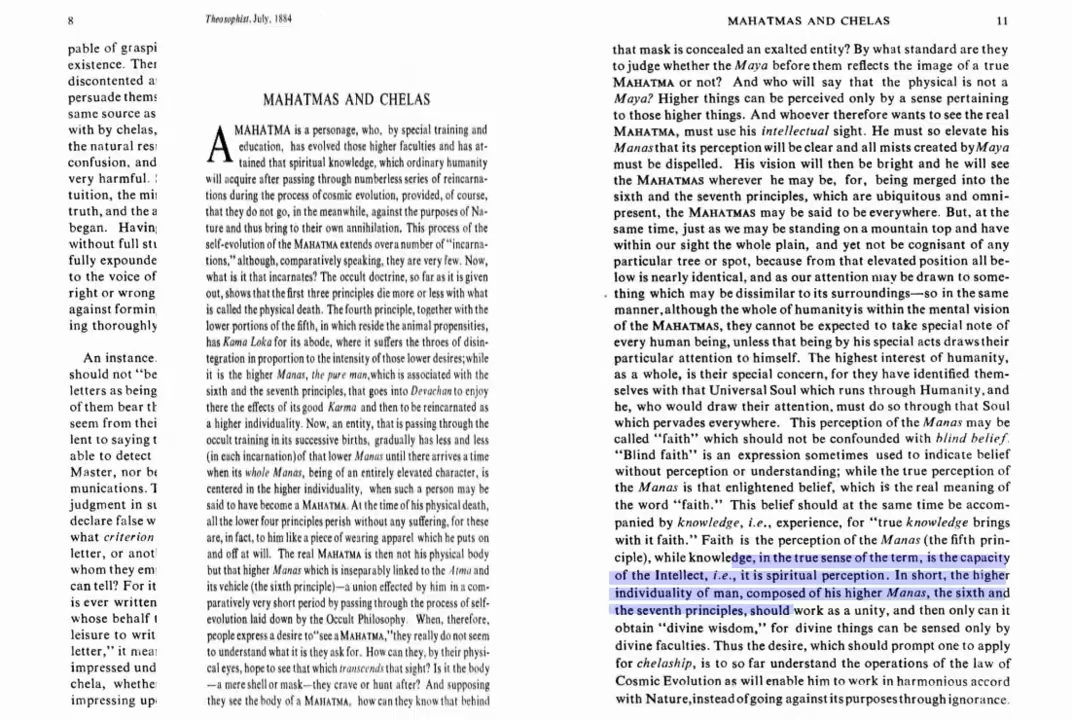 8
pable of graspi
existence. Ther
discontented a
persuade thems
same source as
with by chelas,
the natural resi
confusion, and
very harmful.
tuition, the mi
truth, and the a
began. Having
without full stu
fully expounde
to the voice of
right or wrong
against formin
ing thoroughly
An instance
should not "be
letters as being
of them bear th
seem from thei
lent to saying t
able to detect
Master, nor be
munications. T
judgment in su
declare false w
what criterion
letter, or anot
whom they em
can tell? For it
is ever written
whose behalf
leisure to writ
letter," it mea
impressed und
chela, whethe
impressing up
Theosophist, July, 1884
MAHATMAS AND CHELAS
A MAHATMA is a personage, who, by special training and
education, has evolved those higher faculties and has at-
tained that spiritual knowledge, which ordinary humanity
will acquire after passing through numberless series of reincarna-
tions during the process of cosmic evolution, provided, of course,
that they do not go, in the meanwhile, against the purposes of Na-
ture and thus bring to their own annihilation. This process of the
self-evolution of the MAHATMA extends over a number of "incarna-
tions," although, comparatively speaking, they are very few. Now,
what is it that incarnates? The occult doctrine, so far as it is given
out, shows that the first three principles die more or less with what
is called the physical death. The fourth principle, together with the
lower portions of the fifth, in which reside the animal propensities,
has Kama Loka for its abode, where it suffers the throes of disin-
tegration in proportion to the intensity of those lower desires; while
it is the higher Manas, the pure man, which is associated with the
sixth and the seventh principles, that goes into Devachan to enjoy
there the effects of its good Karma and then to be reincarnated as
a higher individuality. Now, an entity, that is passing through the
occult training in its successive births, gradually has less and less
(in each incarnation) of that lower Manas until there arrives a time
when its whole Manas, being of an entirely elevated character, is
centered in the higher individuality, when such a person may be
said to have become a MAHATMA. At the time of his physical death,
all the lower four principles perish without any suffering, for these
are, in fact, to him like a piece of wearing apparel which he puts on
and off at will. The real MAHATMA is then not his physical body
but that higher Manas which is inseparably linked to the Atma and
its vehicle (the sixth principle)—a union effected by him in a com-
paratively very short period by passing through the process of self-
evolution laid down by the Occult Philosophy. When, therefore,
people express a desire to "see a MAHATMA," they really do not seem
to understand what it is they ask for. How can they, by their physi-
cal eyes, hope to see that which transcends that sight? Is it the body
—a mere shell or mask—they crave or hunt after? And supposing
they see the body of a MAHATMA, how can they know that behind
MAHATMAS AND CHELAS 11
that mask is concealed an exalted entity? By what standard are they
to judge whether the Maya before them reflects the image of a true
MAHATMA or not? And who will say that the physical is not a
Maya? Higher things can be perceived only by a sense pertaining
to those higher things. And whoever therefore wants to see the real
MAHATMA, must use his intellectual sight. He must so elevate his
Manas that its perception will be clear and all mists created by Maya
must be dispelled. His vision will then be bright and he will see
the MAHATMAS wherever he may be, for, being merged into the
sixth and the seventh principles, which are ubiquitous and omni-
present, the MAHATMAS may be said to be everywhere. But, at the
same time, just as we may be standing on a mountain top and have
within our sight the whole plain, and yet not be cognisant of any
particular tree or spot, because from that elevated position all be-
low is nearly identical, and as our attention may be drawn to some-
thing which may be dissimilar to its surroundings—so in the same
manner, although the whole of humanity is within the mental vision
of the MAHATMAS, they cannot be expected to take special note of
every human being, unless that being by his special acts draws their
particular attention to himself. The highest interest of humanity,
as a whole, is their special concern, for they have identified them-
selves with that Universal Soul which runs through Humanity, and
he, who would draw their attention, must do so through that Soul
which pervades everywhere. This perception of the Manas may be
called "faith" which should not be confounded with blind belief.
"Blind faith" is an expression sometimes used to indicate belief
without perception or understanding; while the true perception of
the Manas is that enlightened belief, which is the real meaning of
the word "faith." This belief should at the same time be accom-
panied by knowledge, i.e., experience, for "true knowledge brings
with it faith." Faith is the perception of the Manas (the fifth prin-
ciple), while knowledge, in the true sense of the term, is the capacity
of the Intellect, i.e., it is spiritual perception. In short, the higher
individuality of man, composed of his higher Manas, the sixth and
the seventh principles, should work as a unity, and then only can it
obtain "divine wisdom," for divine things can be sensed only by
divine faculties. Thus the desire, which should prompt one to apply
for chelaship, is to so far understand the operations of the law of
Cosmic Evolution as will enable him to work in harmonious accord
with Nature, instead of going against its purposes through ignorance.